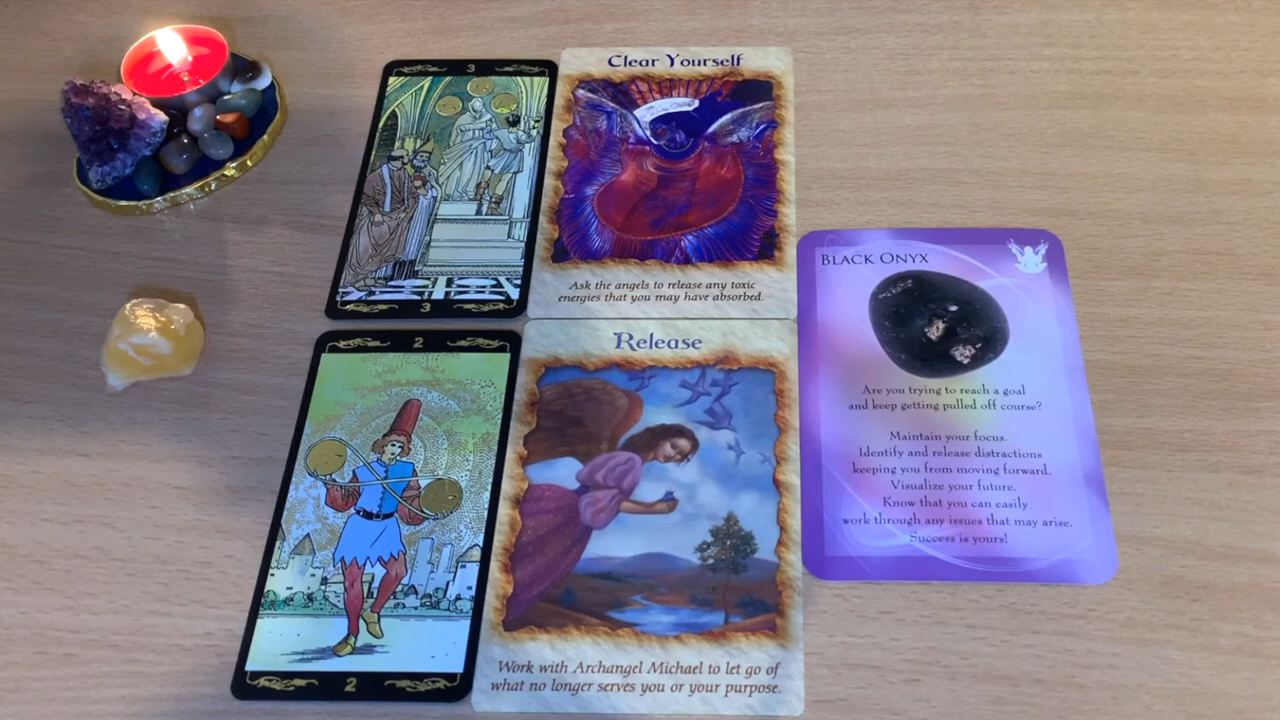 3
3
Clear Yourself
Ask the angels to release any toxic
energies that you may have absorbed.
2
2
Release
Work with Archangel Michael to let go of
what no longer serves you or your purpose.
BLACK ONYX
Are you trying to reach a goal
and keep getting pulled off course?
Maintain your focus.
Identify and release distractions
keeping you from moving forward.
Visualize your future.
Know that you can easily
work through any issues that may arise.
Success is yours!